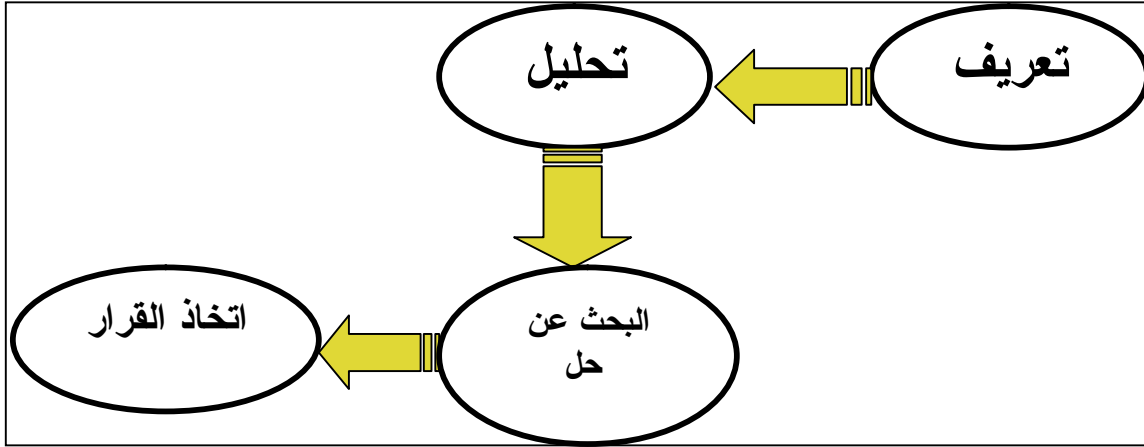 تعريف
تحليل
البحث عن
حل
اتخاذ القرار